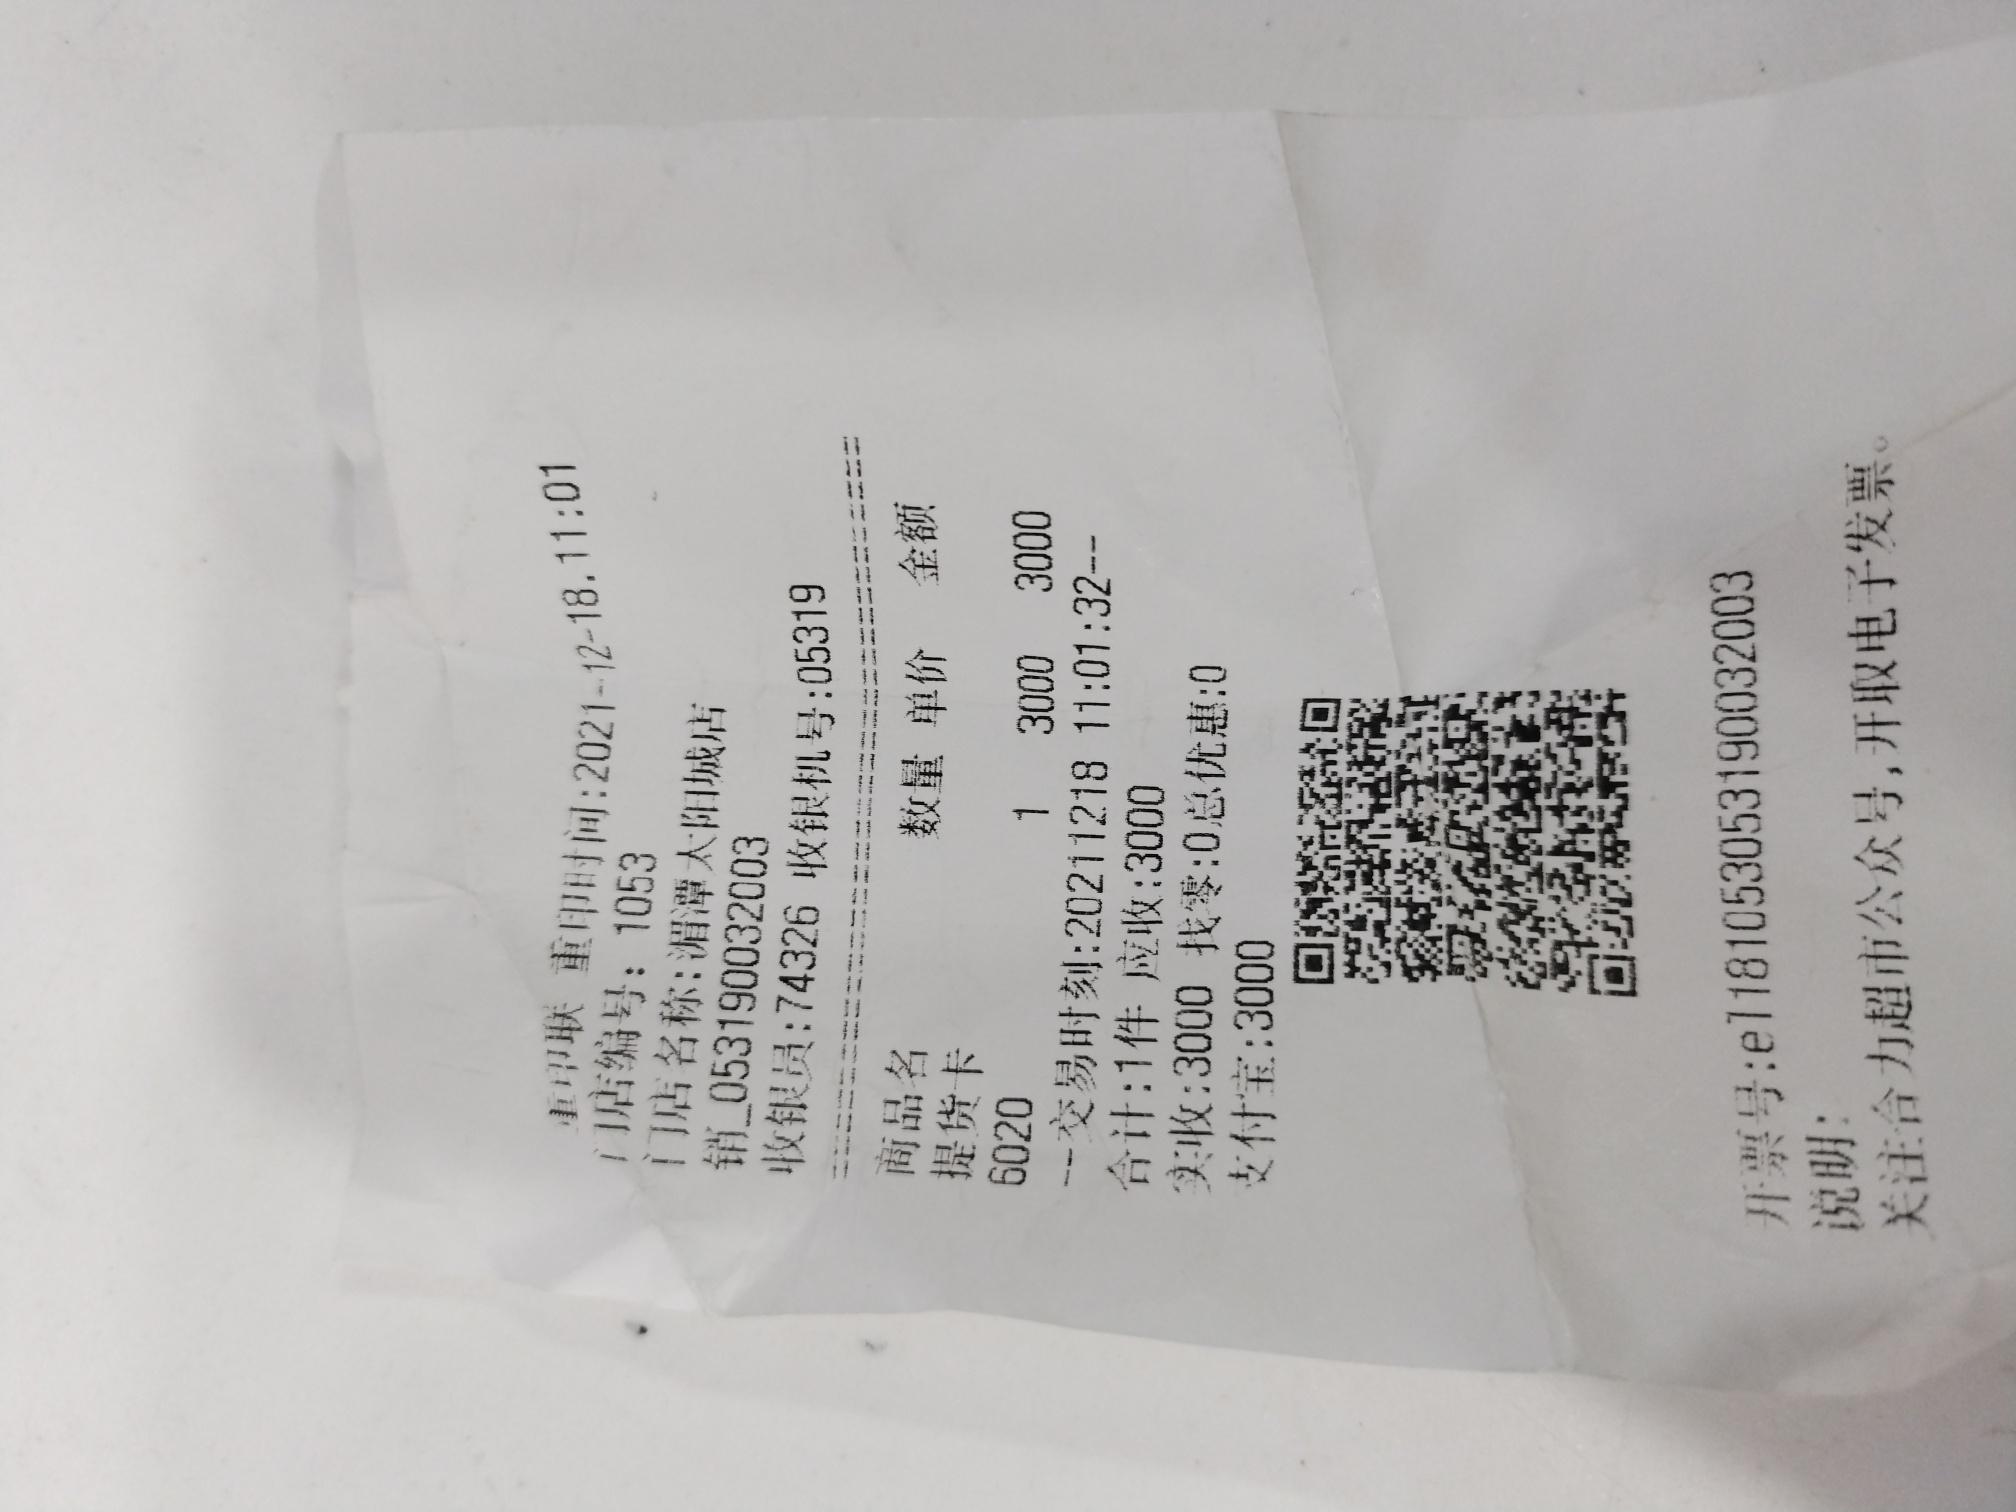 重印联 重印时间:2021-12-18.11:01
门店编号: 1053
门店名称:湄潭太阳城店
销_053190032003
收银员:74326 收银机号:05319
商品名 数量 单价 金额
提货卡
6020 1 3000 3000
--交易时刻:20211218 11:01:32--
合计:1件 应收:3000
实收:3000 找零:0总优惠:0
支付宝:3000
开票号:e1181053053190032003
说明:
关注合力超市公众号,开取电子发票。